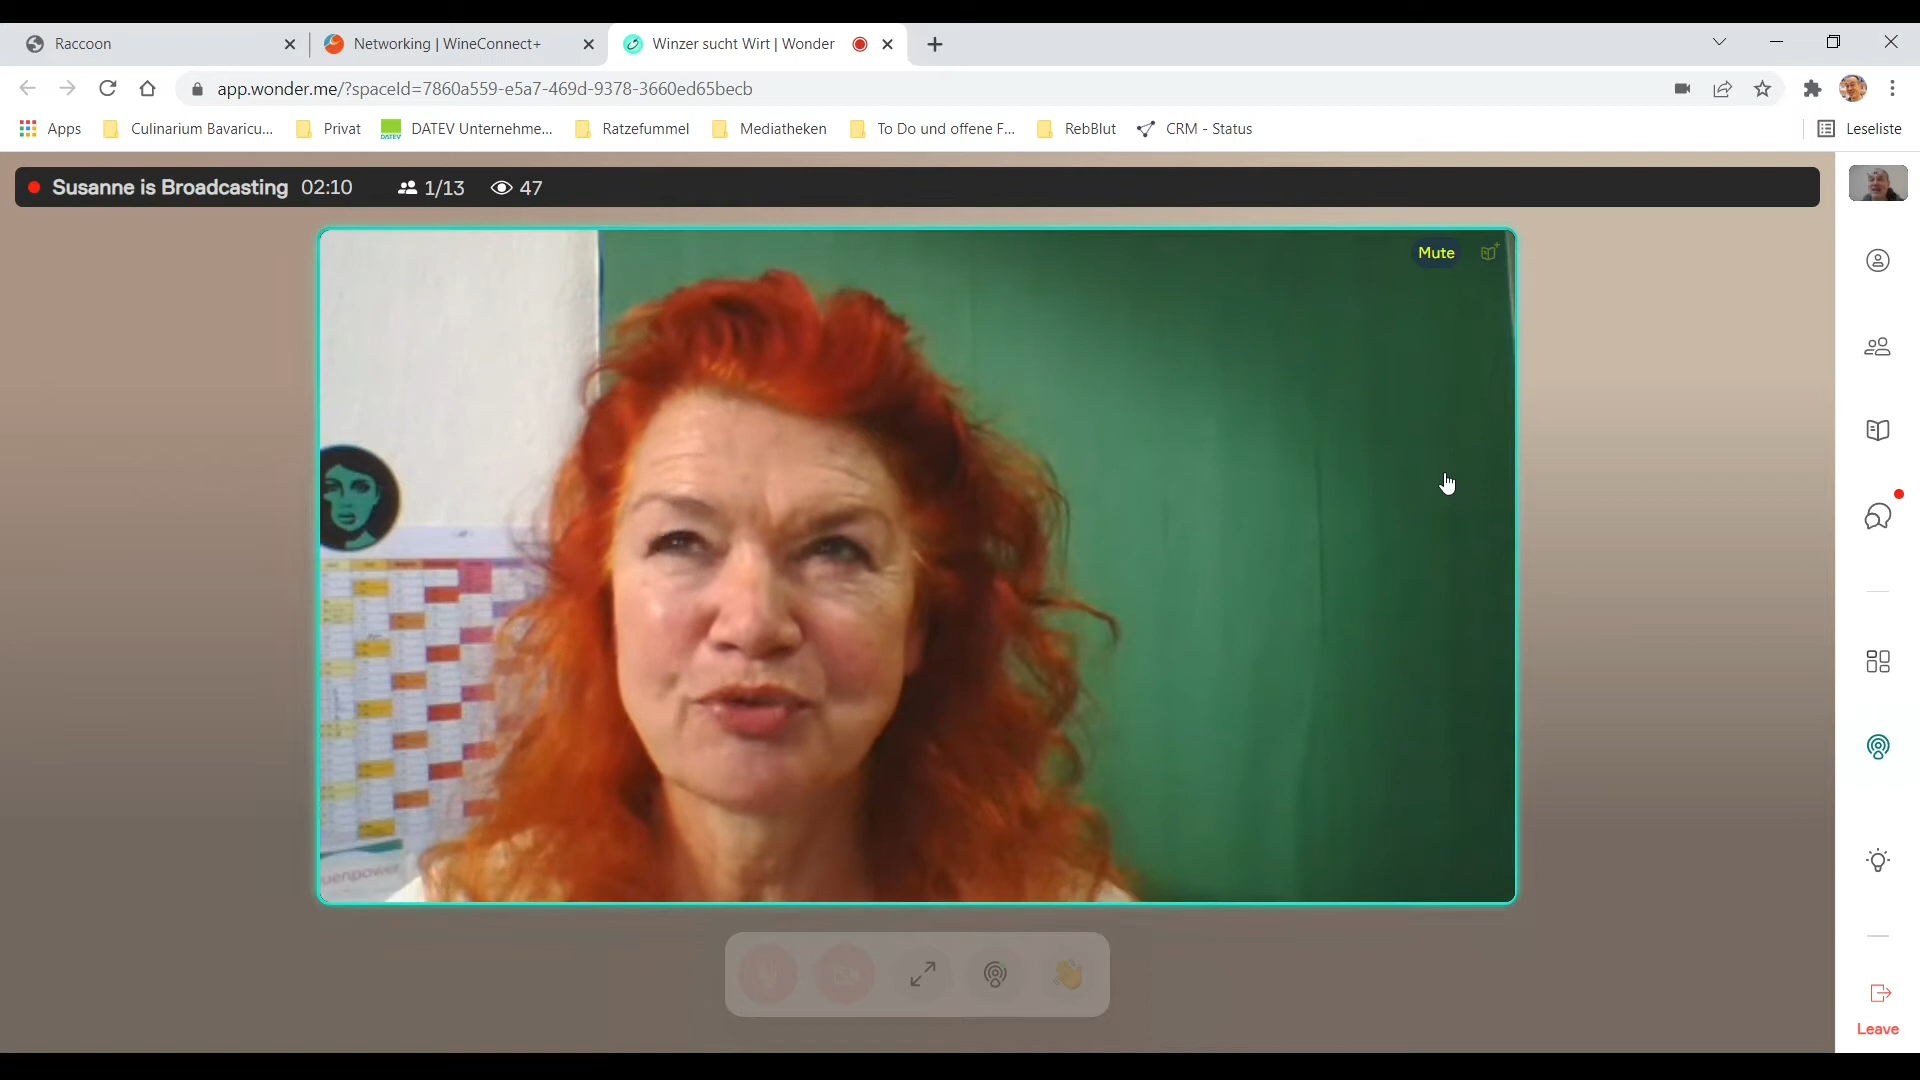 Raccoon
Networking | WineConnect+
Winzer sucht Wirt | Wonder
app.wonder.me/?spaceId=7860a559-e5a7-469d-9378-3660ed65becb
Apps
Culinarium Bavaricu...
Privat
DATEV
DATEV Unternehme...
Ratzefummel
Mediatheken
To Do und offene F...
RebBlut
CRM - Status
Leseliste
Susanne is Broadcasting 02:10 1/13 47
Mute
uenpower
Leave